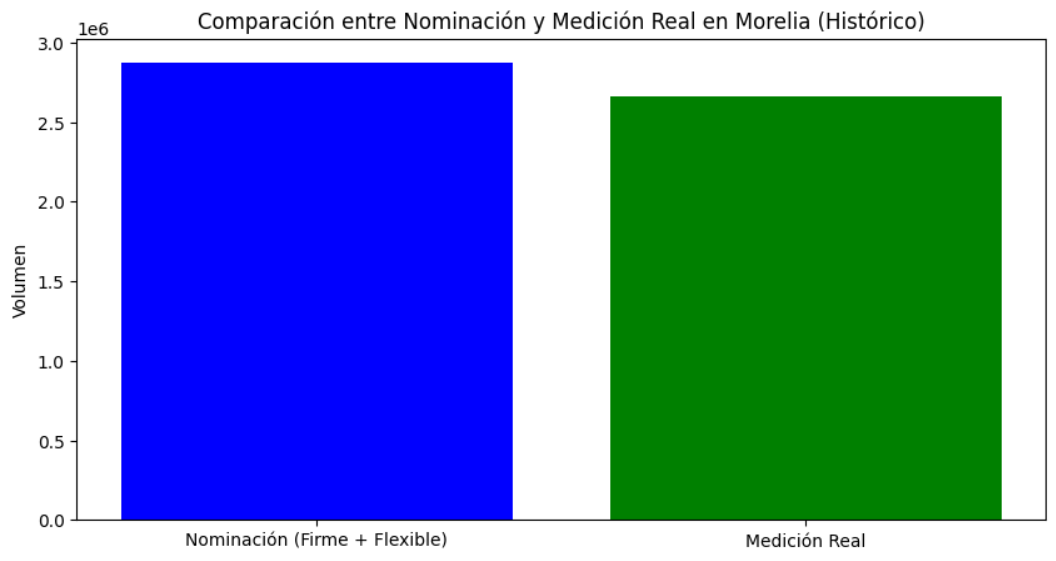 Comparación entre Nominación y Medición Real en Morelia (Histórico)
1e6
3.0
2.5
2.0
1.5
1.0
0.5
0.0
Volumen
Nominación (Firme + Flexible)
Medición Real